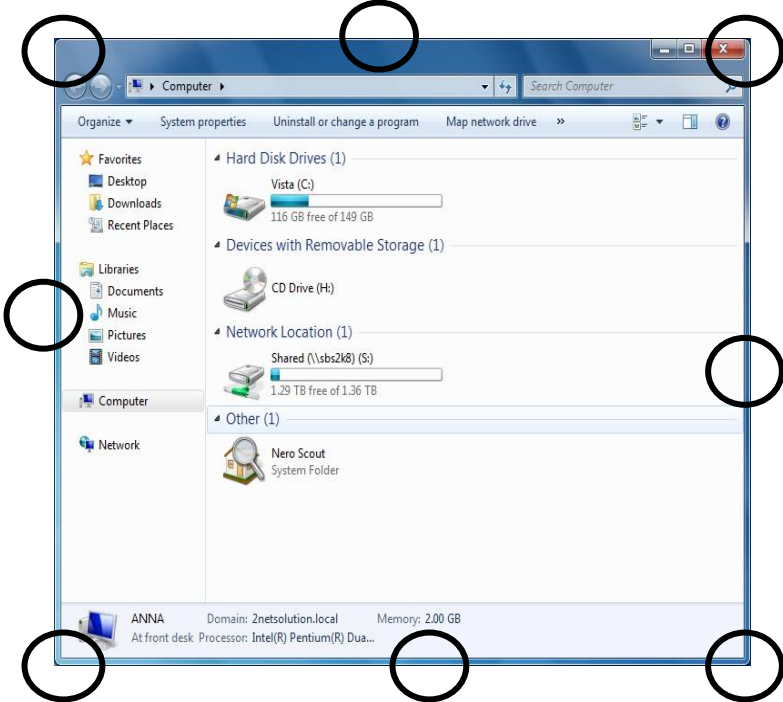 Computer
Search Computer
Organize
System properties
Uninstall or change a program
Map network drive
»
Favorites
Desktop
Downloads
Recent Places
Libraries
Documents
Music
Pictures
Videos
Computer
Network
Hard Disk Drives (1)
Vista (C:)
116 GB free of 149 GB
Devices with Removable Storage (1)
CD Drive (H:)
Network Location (1)
Shared (\\sbs2k8) (S:)
1.29 TB free of 1.36 TB
Other (1)
Nero Scout
System Folder
ANNA Domain: 2netsolution.local Memory: 2.00 GB
At front desk Processor: Intel(R) Pentium(R) Dua...